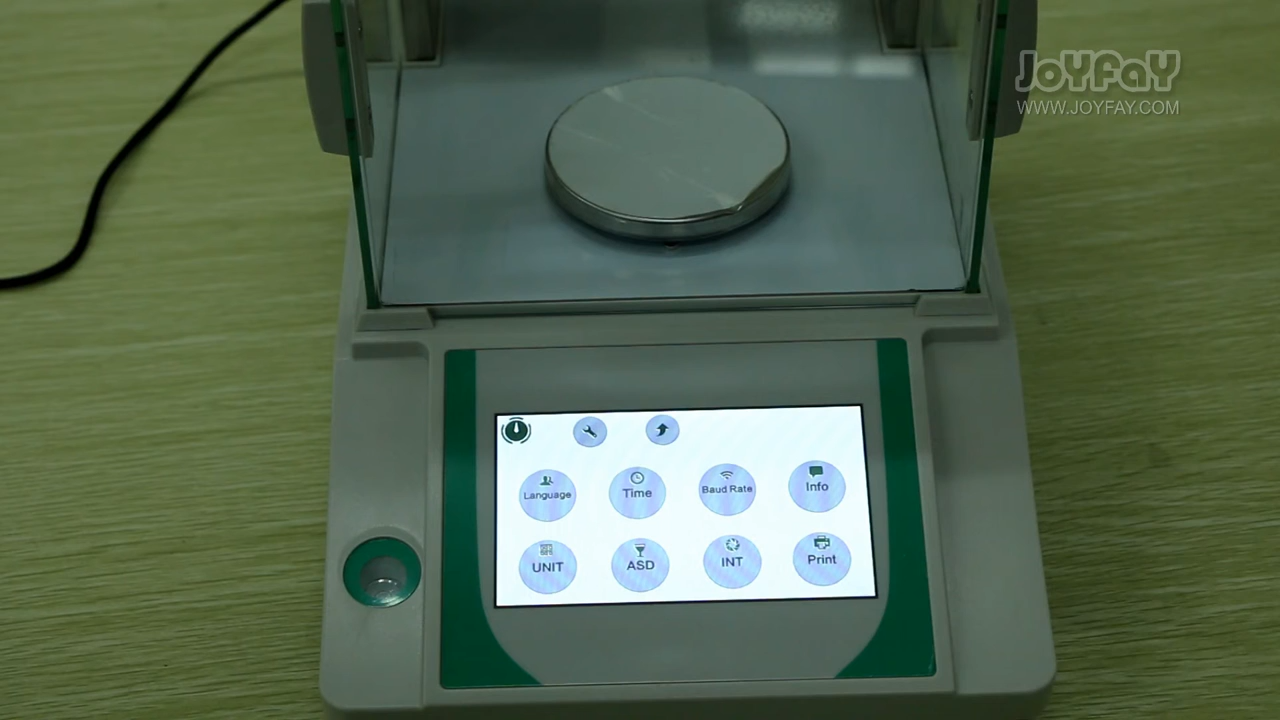 JOYFAY
WWW.JOYFAY.COM
Language
Time
Baud Rate
Info
UNIT
ASD
INT
Print